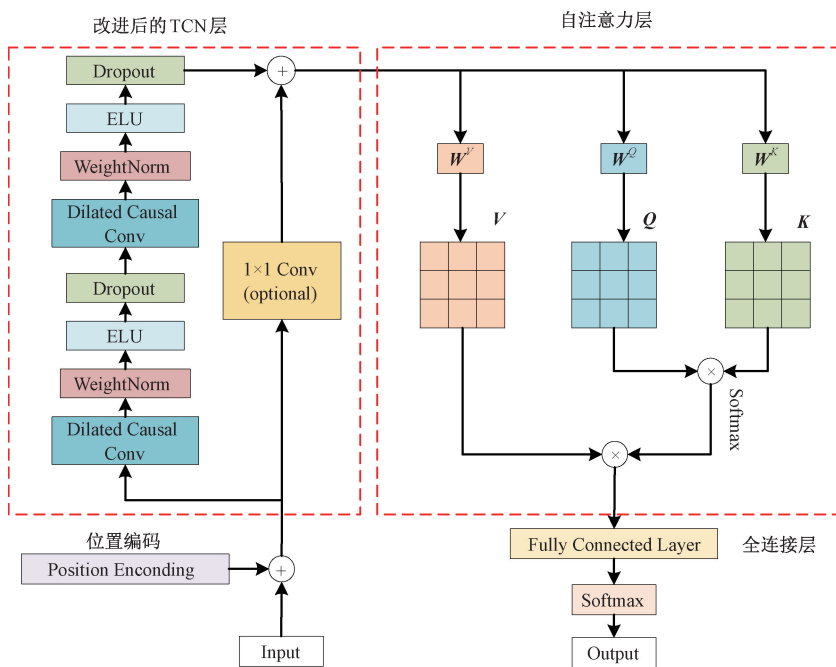 改进后的TCN层
自注意力层
Dropout
+
ELU
WeightNorm
Dilated Causal
Conv
1×1 Conv
(optional)
Dropout
ELU
WeightNorm
Dilated Causal
Conv
W^V
W^Q
W^K
V
Q
K
×
Softmax
×
位置编码
Position Enconding
+
Input
Fully Connected Layer
全连接层
Softmax
Output